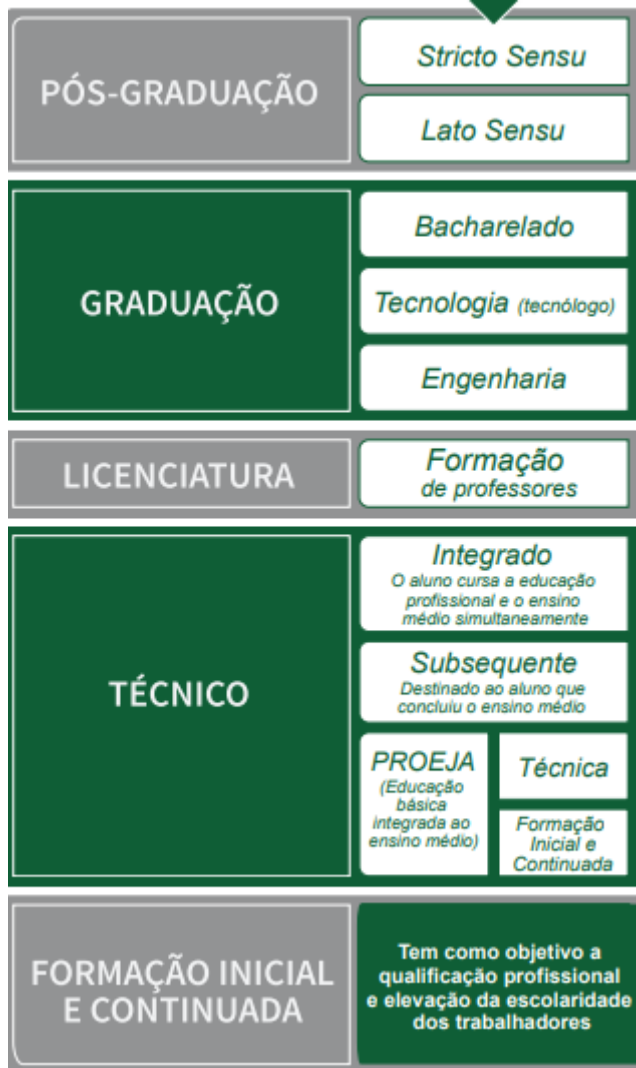 PÓS-GRADUAÇÃO
Stricto Sensu
Lato Sensu
GRADUAÇÃO
Bacharelado
Tecnologia (tecnólogo)
Engenharia
LICENCIATURA
Formação
de professores
TÉCNICO
Integrado
O aluno cursa a educação
profissional e o ensino
médio simultaneamente
Subsequente
Destinado ao aluno que
concluiu o ensino médio
PROEJA
(Educação
básica
integrada ao
ensino médio)
Técnica
Formação
Inicial e
Continuada
FORMAÇÃO INICIAL
E CONTINUADA
Tem como objetivo a
qualificação profissional
e elevação da escolaridade
dos trabalhadores